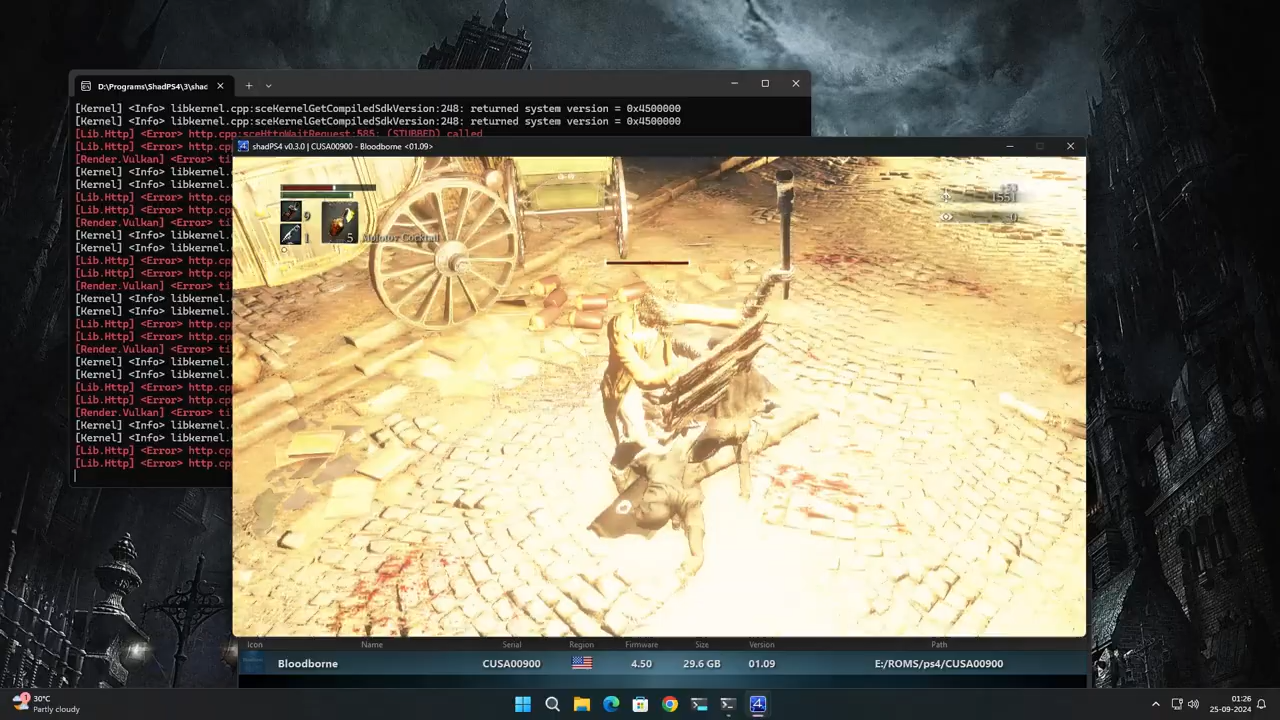 D:\Programs\ShadPS4\3\shad
[Kernel] <Info> libkernel.cpp:sceKernelGetCompiledSdkVersion:248: returned system version = 0x4500000
[Kernel] <Info> libkernel.cpp:sceKernelGetCompiledSdkVersion:248: returned system version = 0x4500000
[Lib.Http] <Error> http.cpp:sceHttpWaitRequest:585: (STUBBED) called
[Lib.Http] <Error> http.cp
[Render.Vulkan] <Error> ti
[Kernel] <Info> libkernel.
[Kernel] <Info> libkernel.
[Lib.Http] <Error> http.cp
[Lib.Http] <Error> http.cp
[Render.Vulkan] <Error> ti
[Kernel] <Info> libkernel.
[Kernel] <Info> libkernel.
[Lib.Http] <Error> http.cp
[Lib.Http] <Error> http.cp
[Render.Vulkan] <Error> ti
[Kernel] <Info> libkernel.
[Kernel] <Info> libkernel.
[Lib.Http] <Error> http.cp
[Lib.Http] <Error> http.cp
[Render.Vulkan] <Error> ti
[Kernel] <Info> libkernel.
[Kernel] <Info> libkernel.
[Lib.Http] <Error> http.cp
[Lib.Http] <Error> http.cp
[Render.Vulkan] <Error> ti
[Kernel] <Info> libkernel.
[Kernel] <Info> libkernel.
[Lib.Http] <Error> http.cp
[Lib.Http] <Error> http.cp
shadPS4 v0.3.0 | CUSA00900 - Bloodborne <01.09>
1551
9
0
1
5
Molotov Cocktail
Icon Name Serial Region Firmware Size Version Path
Bloodborne CUSA00900 4.50 29.6 GB 01.09 E:/ROMS/ps4/CUSA00900
1
30°C
Partly cloudy
01:26
25-09-2024